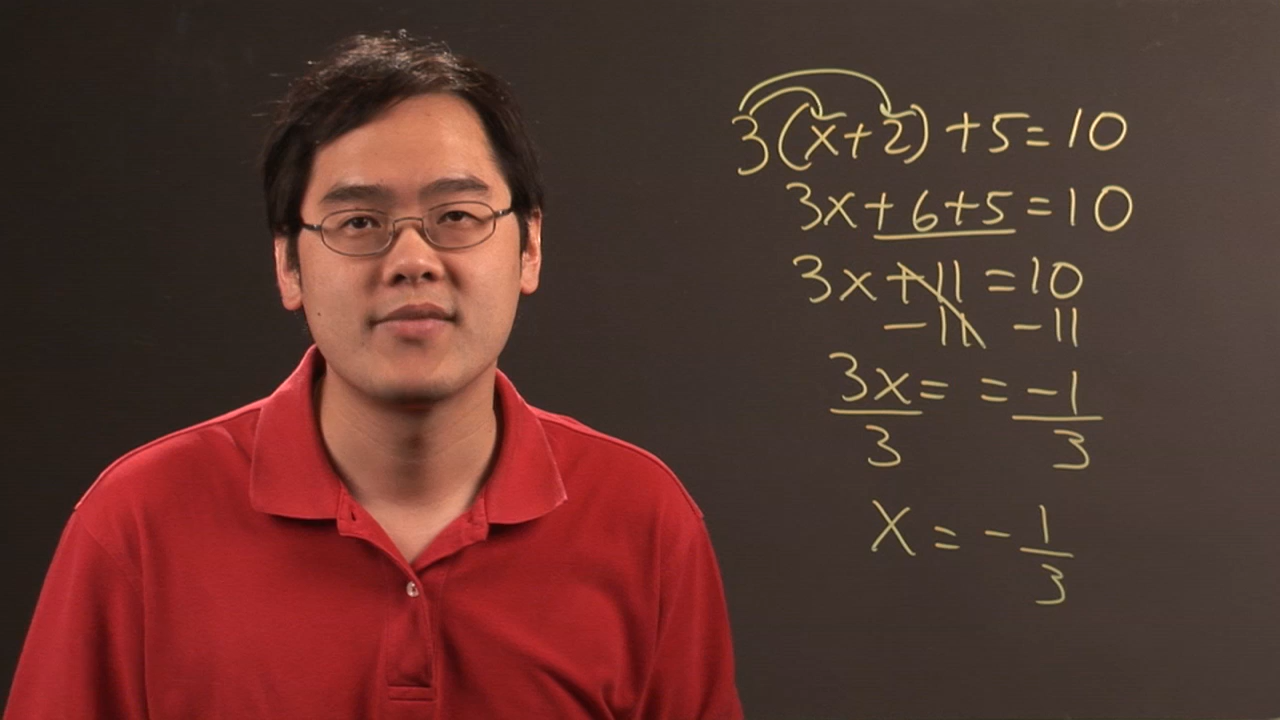 3(x+2)+5=10
3x+6+5=10
3x+11=10
-11 -11
3x= = -1
3 3
x = - 1
3